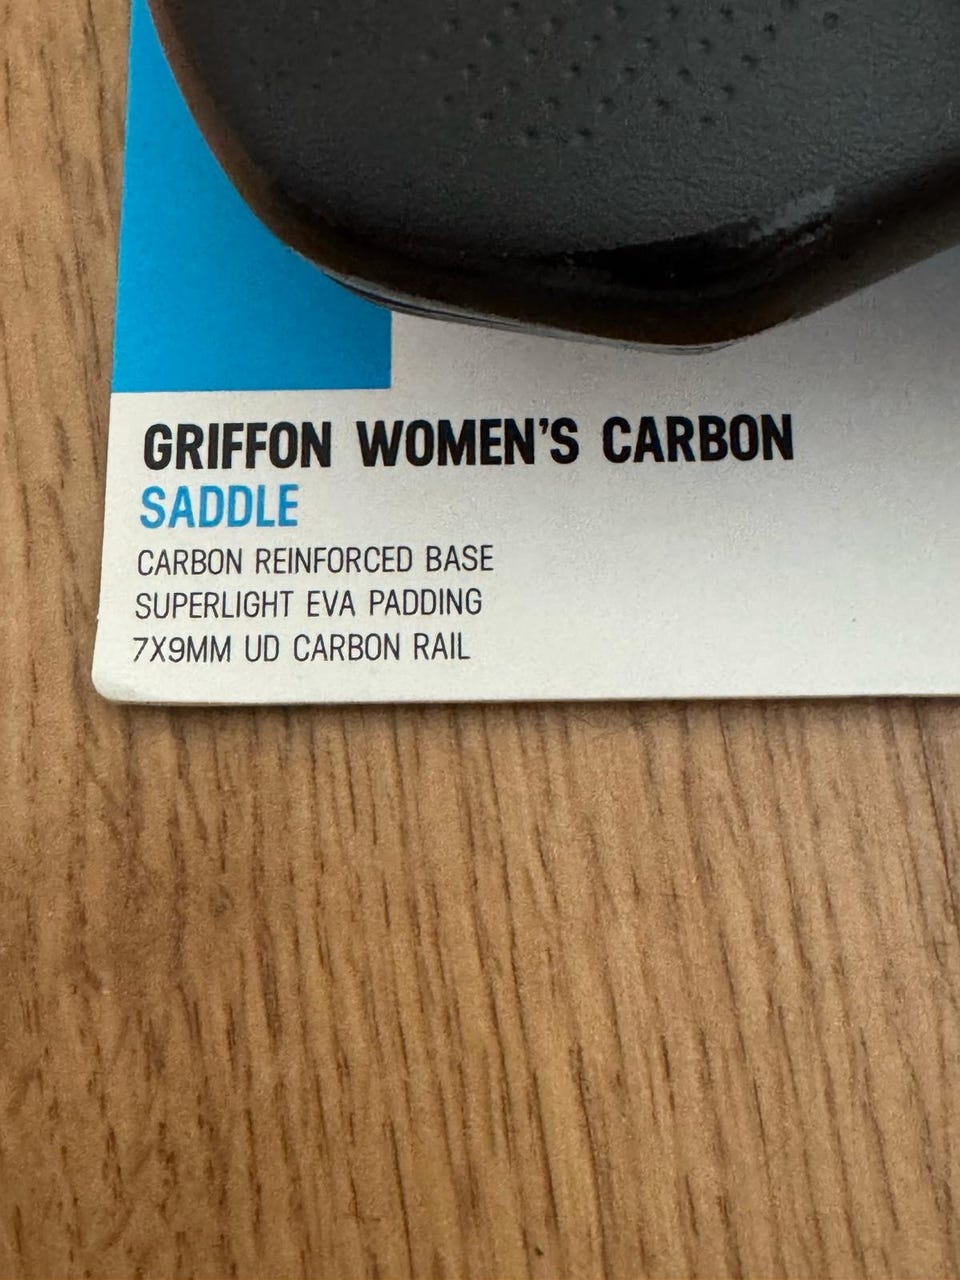 GRIFFON WOMEN'S CARBON
SADDLE
CARBON REINFORCED BASE
SUPERLIGHT EVA PADDING
7X9MM UD CARBON RAIL